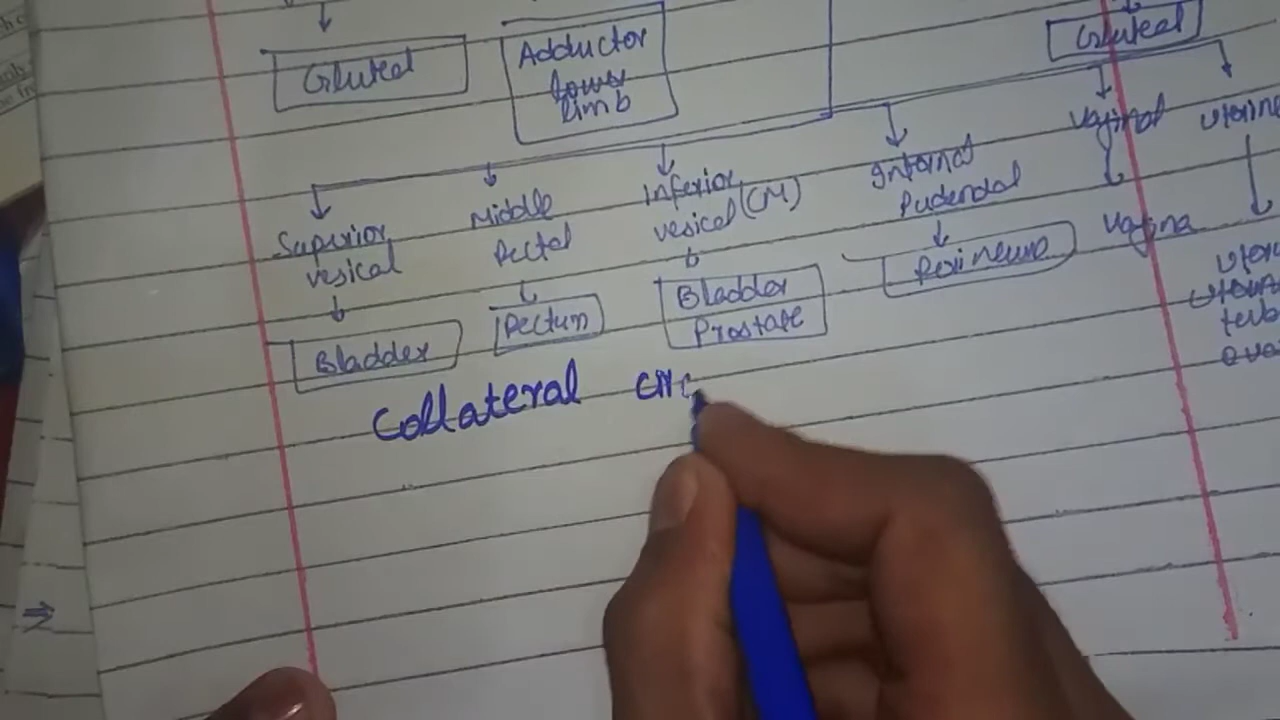 Gluteal
Adductor
lower
limb
Gluteal
vaginal
uterine
Superior
vesical
Middle
Rectal
Inferior
vesical (M)
Internal
Pudendal
vagina
Bladder
Rectum
Bladder
Prostate
Perineum
Collateral